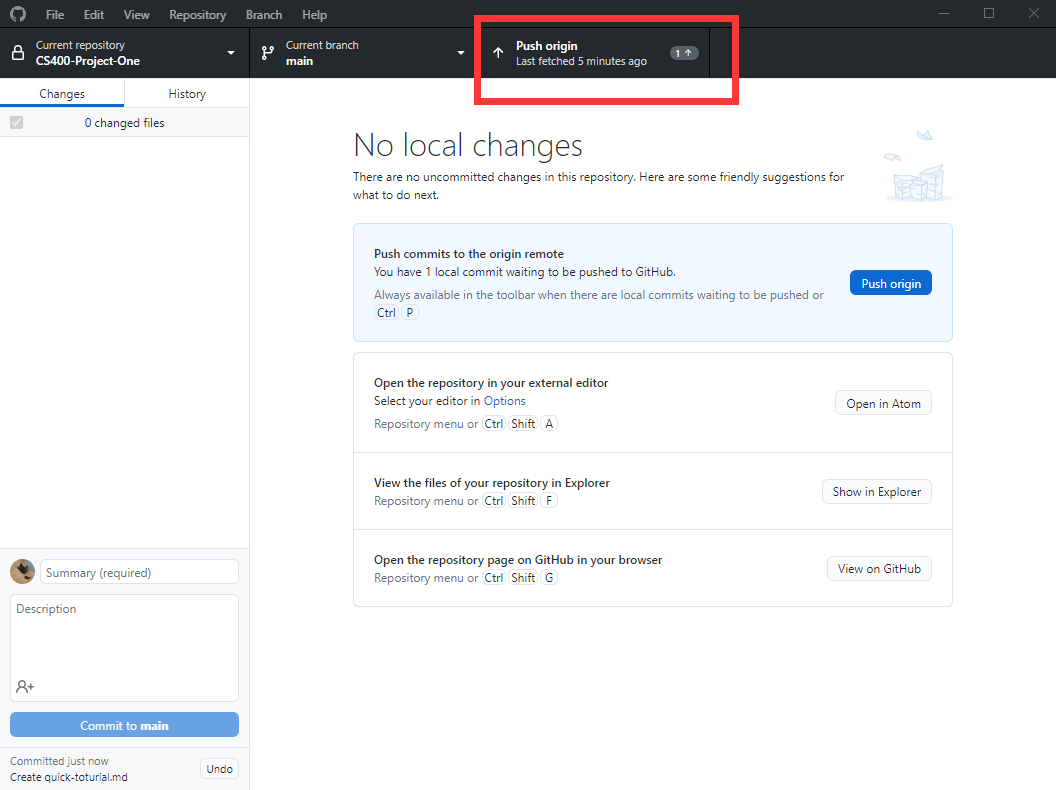 File Edit View Repository Branch Help
Current repository
CS400-Project-One
Current branch
main
Push origin
Last fetched 5 minutes ago
1
Changes History
0 changed files
No local changes
There are no uncommitted changes in this repository. Here are some friendly suggestions for
what to do next.
Push commits to the origin remote
You have 1 local commit waiting to be pushed to GitHub.
Always available in the toolbar when there are local commits waiting to be pushed or
Ctrl P
Push origin
Open the repository in your external editor
Select your editor in Options
Repository menu or Ctrl Shift A
Open in Atom
View the files of your repository in Explorer
Repository menu or Ctrl Shift F
Show in Explorer
Open the repository page on GitHub in your browser
Repository menu or Ctrl Shift G
View on GitHub
Summary (required)
Description
Commit to main
Committed just now
Create quick-toturial.md
Undo